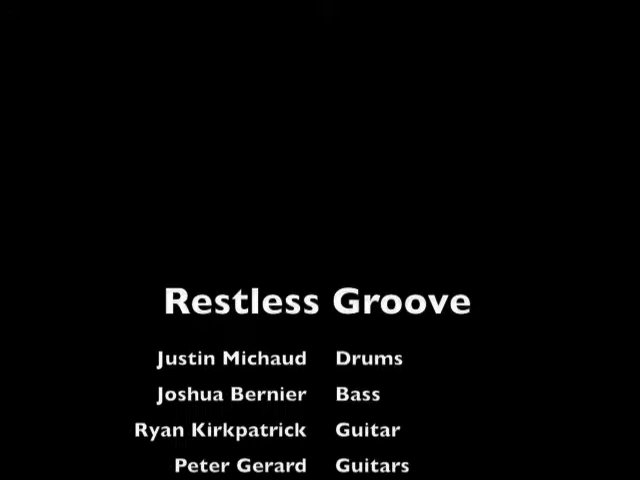 Restless Groove
Justin Michaud Drums
Joshua Bernier Bass
Ryan Kirkpatrick Guitar
Peter Gerard Guitars